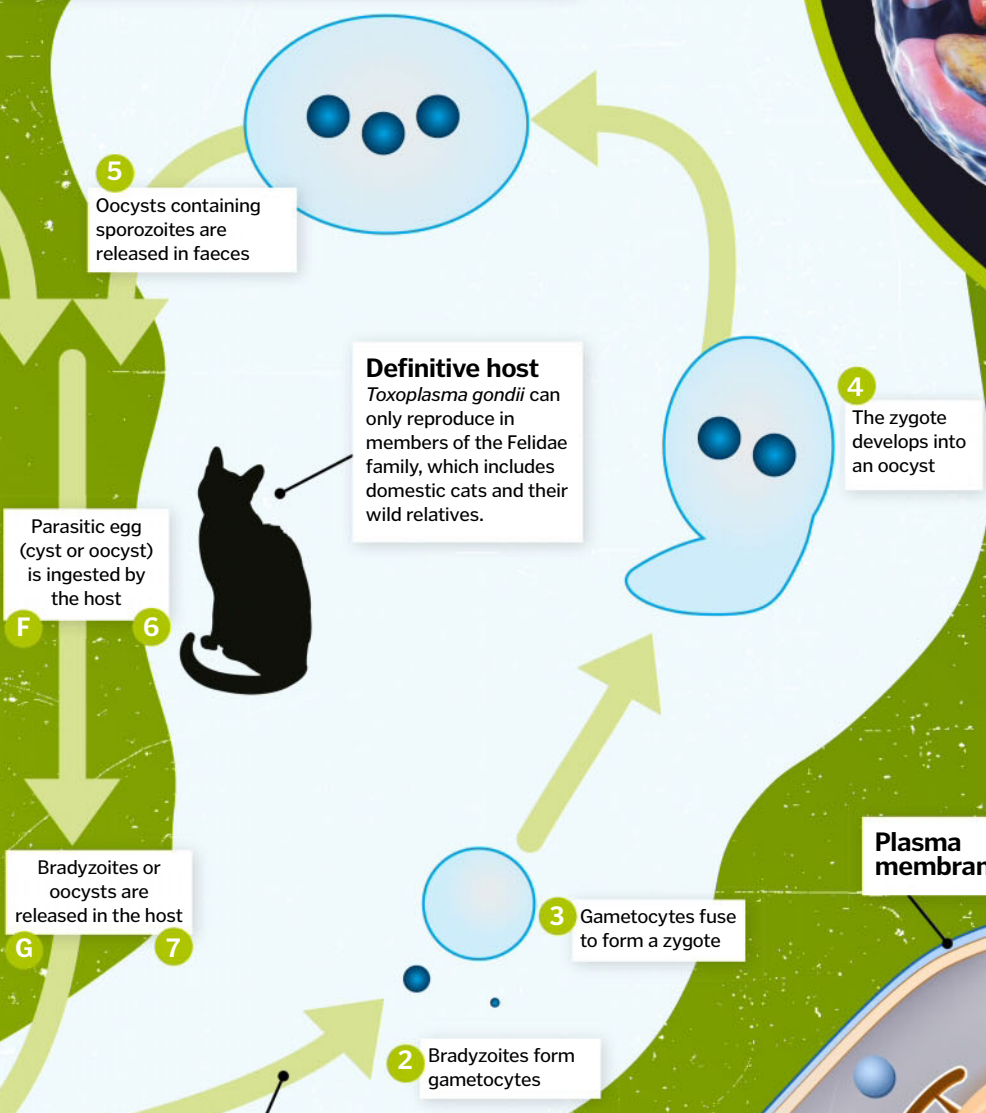 5
Oocysts containing
sporozoites are
released in faeces
Definitive host
Toxoplasma gondii can
only reproduce in
members of the Felidae
family, which includes
domestic cats and their
wild relatives.
4
The zygote
develops into
an oocyst
Parasitic egg
(cyst or oocyst)
is ingested by
the host
F
6
Bradyzoites or
oocysts are
released in the host
G
7
3
Gametocytes fuse
to form a zygote
2
Bradyzoites form
gametocytes
Plasma
membran